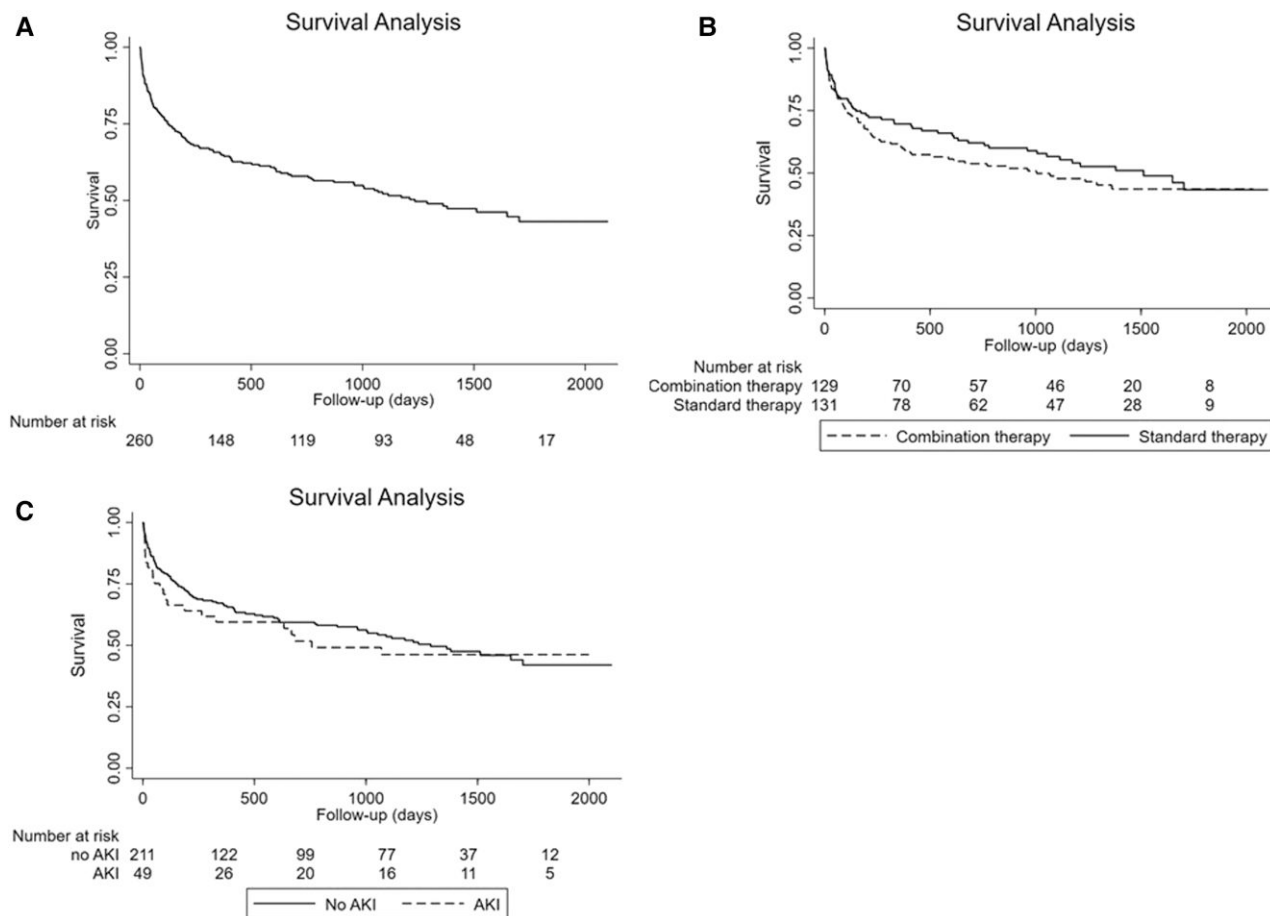 A
Survival Analysis
Survival
1.00
0.75
0.50
0.25
0.00
0 500 1000 1500 2000
Follow-up (days)
Number at risk
260 148 119 93 48 17
B
Survival Analysis
Survival
1.00
0.75
0.50
0.25
0.00
0 500 1000 1500 2000
Follow-up (days)
Number at risk
Combination therapy 129 70 57 46 20 8
Standard therapy 131 78 62 47 28 9
Combination therapy Standard therapy
C
Survival Analysis
Survival
1.00
0.75
0.50
0.25
0.00
0 500 1000 1500 2000
Follow-up (days)
Number at risk
no AKI 211 122 99 77 37 12
AKI 49 26 20 16 11 5
No AKI AKI